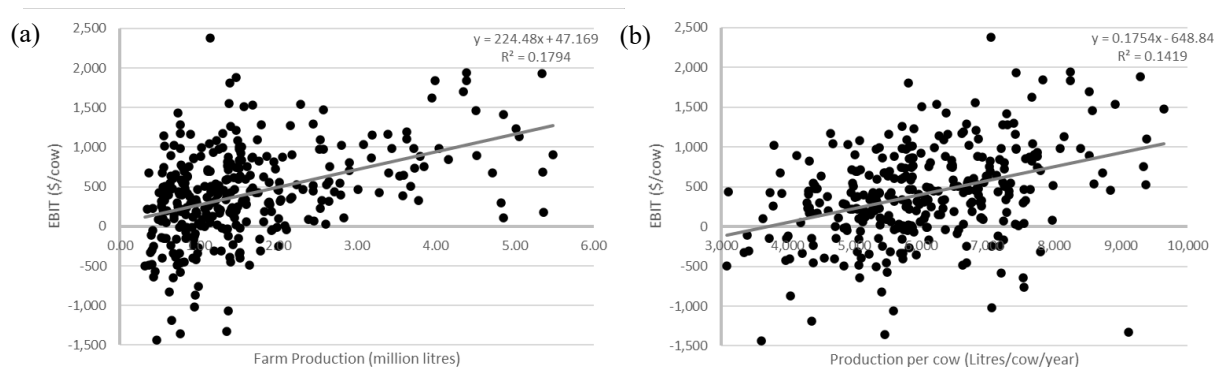 (a)
2,500
2,000
1,500
1,000
500
0
-500
-1,000
-1,500
EBIT ($/cow)
y = 224.48x + 47.169
R² = 0.1794
0.00 1.00 2.00 3.00 4.00 5.00 6.00
Farm Production (million litres)
(b)
2,500
2,000
1,500
1,000
500
0
-500
-1,000
-1,500
EBIT ($/cow)
y = 0.1754x - 648.84
R² = 0.1419
3,000 4,000 5,000 6,000 7,000 8,000 9,000 10,000
Production per cow (Litres/cow/year)